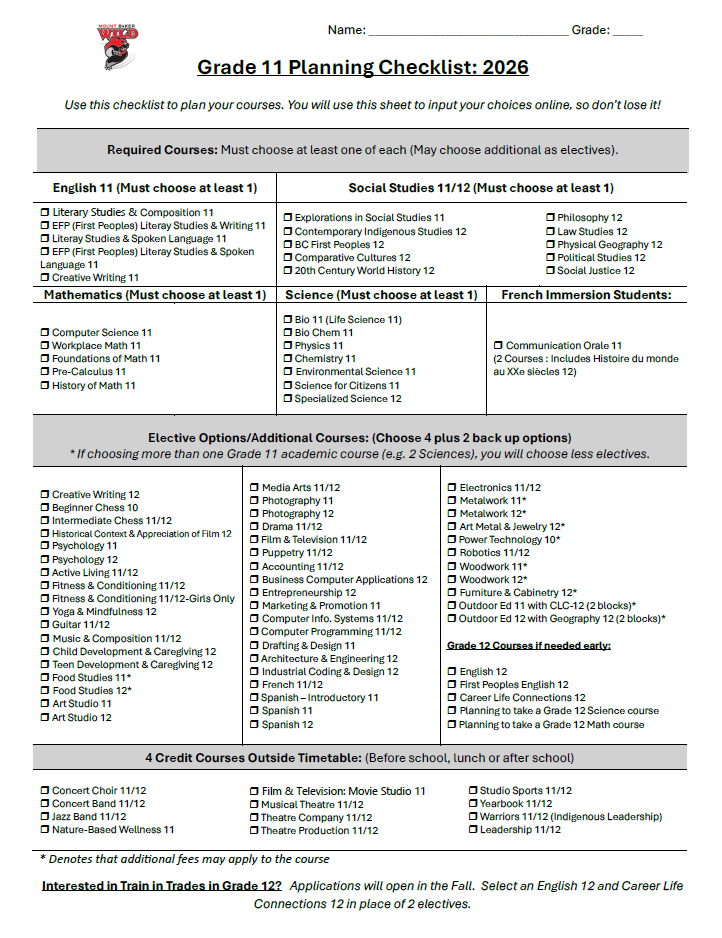 MOUNT BAKER
WILD
Name: ______________________________ Grade: _____
Grade 11 Planning Checklist: 2026
Use this checklist to plan your courses. You will use this sheet to input your choices online, so don't lose it!
Required Courses: Must choose at least one of each (May choose additional as electives).
English 11 (Must choose at least 1)
☐ Literary Studies & Composition 11
☐ EFP (First Peoples) Literay Studies & Writing 11
☐ Literay Studies & Spoken Language 11
☐ EFP (First Peoples) Literay Studies & Spoken
Language 11
☐ Creative Writing 11
Social Studies 11/12 (Must choose at least 1)
☐ Explorations in Social Studies 11
☐ Contemporary Indigenous Studies 12
☐ BC First Peoples 12
☐ Comparative Cultures 12
☐ 20th Century World History 12
☐ Philosophy 12
☐ Law Studies 12
☐ Physical Geography 12
☐ Political Studies 12
☐ Social Justice 12
Mathematics (Must choose at least 1)
☐ Computer Science 11
☐ Workplace Math 11
☐ Foundations of Math 11
☐ Pre-Calculus 11
☐ History of Math 11
Science (Must choose at least 1)
☐ Bio 11 (Life Science 11)
☐ Bio Chem 11
☐ Physics 11
☐ Chemistry 11
☐ Environmental Science 11
☐ Science for Citizens 11
☐ Specialized Science 12
French Immersion Students:
☐ Communication Orale 11
(2 Courses : Includes Histoire du monde
au XXe siècles 12)
Elective Options/Additional Courses: (Choose 4 plus 2 back up options)
*If choosing more than one Grade 11 academic course (e.g. 2 Sciences), you will choose less electives.
☐ Creative Writing 12
☐ Beginner Chess 10
☐ Intermediate Chess 11/12
☐ Historical Context & Appreciation of Film 12
☐ Psychology 11
☐ Psychology 12
☐ Active Living 11/12
☐ Fitness & Conditioning 11/12
☐ Fitness & Conditioning 11/12-Girls Only
☐ Yoga & Mindfulness 12
☐ Guitar 11/12
☐ Music & Composition 11/12
☐ Child Development & Caregiving 12
☐ Teen Development & Caregiving 12
☐ Food Studies 11*
☐ Food Studies 12*
☐ Art Studio 11
☐ Art Studio 12
☐ Media Arts 11/12
☐ Photography 11
☐ Photography 12
☐ Drama 11/12
☐ Film & Television 11/12
☐ Puppetry 11/12
☐ Accounting 11/12
☐ Business Computer Applications 12
☐ Entrepreneurship 12
☐ Marketing & Promotion 11
☐ Computer Info. Systems 11/12
☐ Computer Programming 11/12
☐ Drafting & Design 11
☐ Architecture & Engineering 12
☐ Industrial Coding & Design 12
☐ French 11/12
☐ Spanish – Introductory 11
☐ Spanish 11
☐ Spanish 12
☐ Electronics 11/12
☐ Metalwork 11*
☐ Metalwork 12*
☐ Art Metal & Jewelry 12*
☐ Power Technology 10*
☐ Robotics 11/12
☐ Woodwork 11*
☐ Woodwork 12*
☐ Furniture & Cabinetry 12*
☐ Outdoor Ed 11 with CLC-12 (2 blocks)*
☐ Outdoor Ed 12 with Geography 12 (2 blocks)*
Grade 12 Courses if needed early:
☐ English 12
☐ First Peoples English 12
☐ Career Life Connections 12
☐ Planning to take a Grade 12 Science course
☐ Planning to take a Grade 12 Math course
4 Credit Courses Outside Timetable: (Before school, lunch or after school)
☐ Concert Choir 11/12
☐ Concert Band 11/12
☐ Jazz Band 11/12
☐ Nature-Based Wellness 11
☐ Film & Television: Movie Studio 11
☐ Musical Theatre 11/12
☐ Theatre Company 11/12
☐ Theatre Production 11/12
☐ Studio Sports 11/12
☐ Yearbook 11/12
☐ Warriors 11/12 (Indigenous Leadership)
☐ Leadership 11/12
* Denotes that additional fees may apply to the course
Interested in Train in Trades in Grade 12? Applications will open in the Fall. Select an English 12 and Career Life
Connections 12 in place of 2 electives.